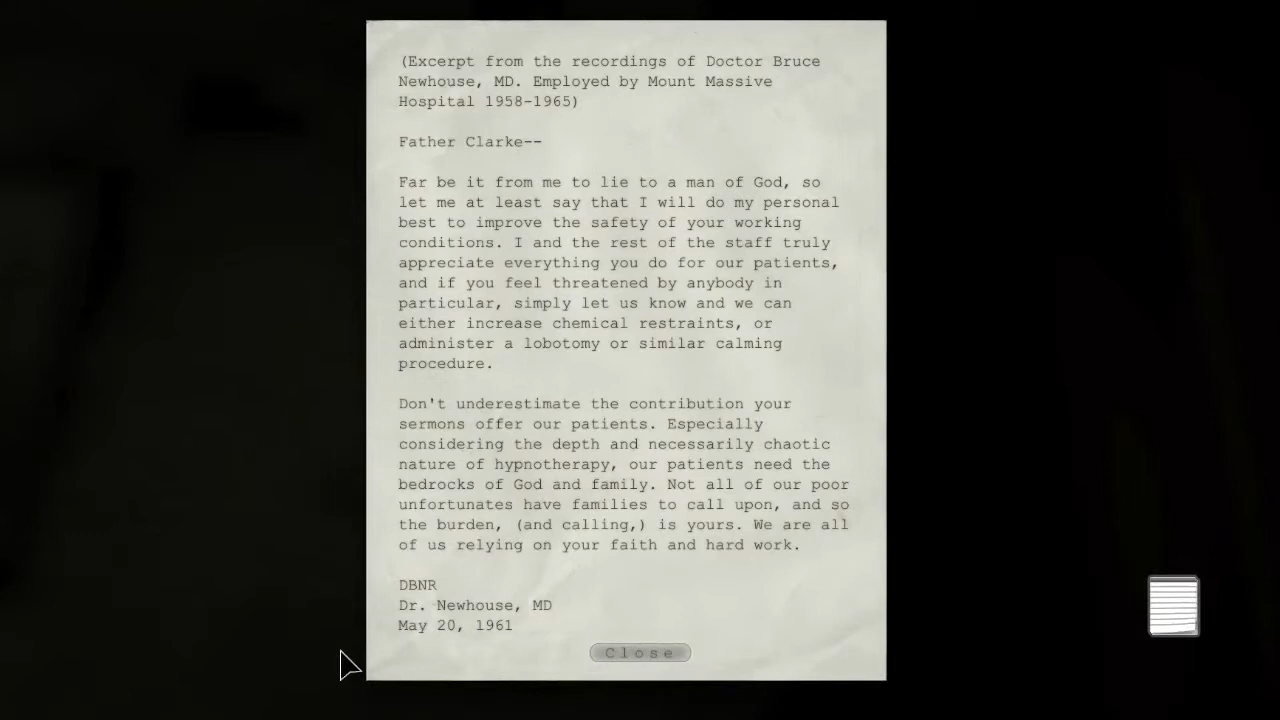 (Excerpt from the recordings of Doctor Bruce
Newhouse, MD. Employed by Mount Massive
Hospital 1958-1965)
Father Clarke--
Far be it from me to lie to a man of God, so
let me at least say that I will do my personal
best to improve the safety of your working
conditions. I and the rest of the staff truly
appreciate everything you do for our patients,
and if you feel threatened by anybody in
particular, simply let us know and we can
either increase chemical restraints, or
administer a lobotomy or similar calming
procedure.
Don't underestimate the contribution your
sermons offer our patients. Especially
considering the depth and necessarily chaotic
nature of hypnotherapy, our patients need the
bedrocks of God and family. Not all of our poor
unfortunates have families to call upon, and so
the burden, (and calling,) is yours. We are all
of us relying on your faith and hard work.
DBNR
Dr. Newhouse, MD
May 20, 1961
Close